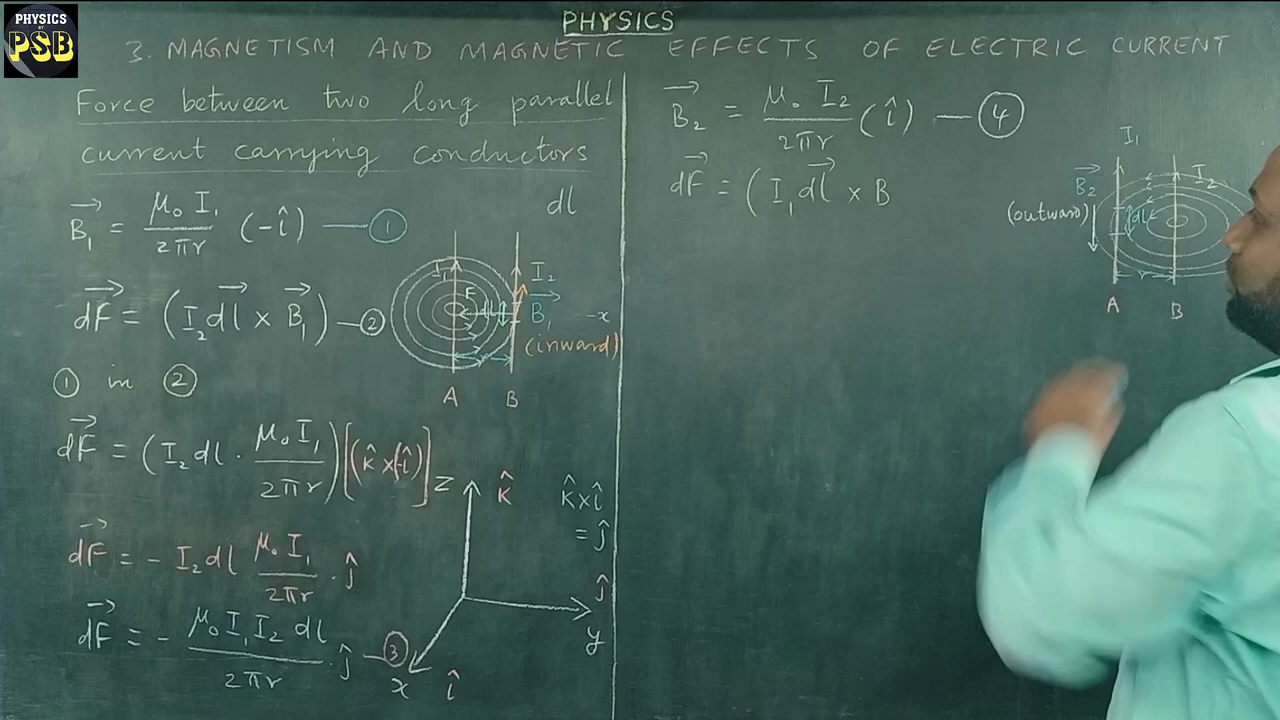 PHYSICS
BY
PSB
PHYSICS
3. MAGNETISM AND MAGNETIC EFFECTS OF ELECTRIC CURRENT
Force between two long parallel
current carrying conductors
B₁⃗ = μ₀ I₁ / 2πr (-î) — ①
dF⃗ = (I₂ dl⃗ × B₁⃗) — ②
① in ②
dF⃗ = (I₂ dl · μ₀ I₁ / 2πr) [(k̂ × (-î)]
dF⃗ = - I₂ dl μ₀ I₁ / 2πr · ĵ
dF⃗ = - μ₀ I₁ I₂ dl / 2πr · ĵ — ③
dl
I₁
I₂
F
dl
B₁⃗
-x
(inward)
r
A
B
Z
k̂
k̂ × î
= ĵ
ĵ
y
x
î
B₂⃗ = μ₀ I₂ / 2πr (î) — ④
dF⃗ = (I₁ dl⃗ × B
I₁
I₂
B₂⃗
(outward)
dl
r
A
B